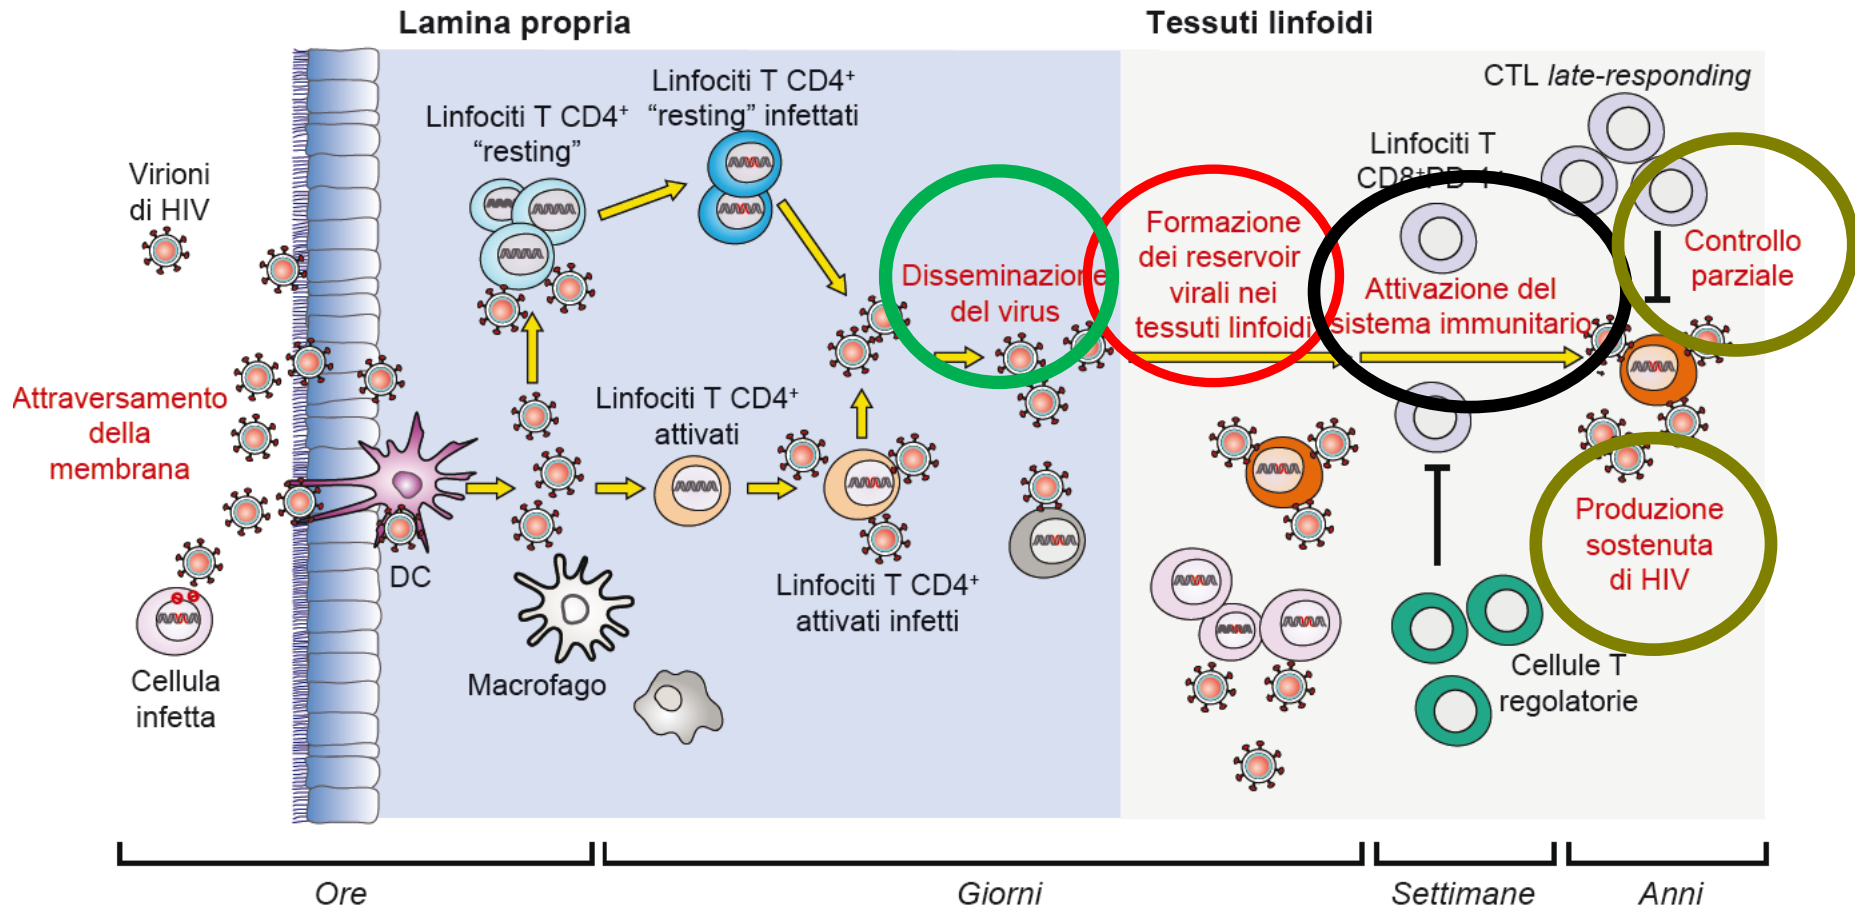 Lamina propria
Tessuti linfoidi
Virioni
di HIV
Attraversamento
della
membrana
Cellula
infetta
DC
Linfociti T CD4⁺
“resting”
Linfociti T CD4⁺
“resting” infettati
Macrofago
Linfociti T CD4⁺
attivati
Linfociti T CD4⁺
attivati infetti
Disseminazione
del virus
Formazione
dei reservoir
virali nei
tessuti linfoidi
Linfociti T
Attivazione del
sistema immunitario
CTL late-responding
Controllo
parziale
Produzione
sostenuta
di HIV
Cellule T
regolatorie
Ore
Giorni
Settimane
Anni